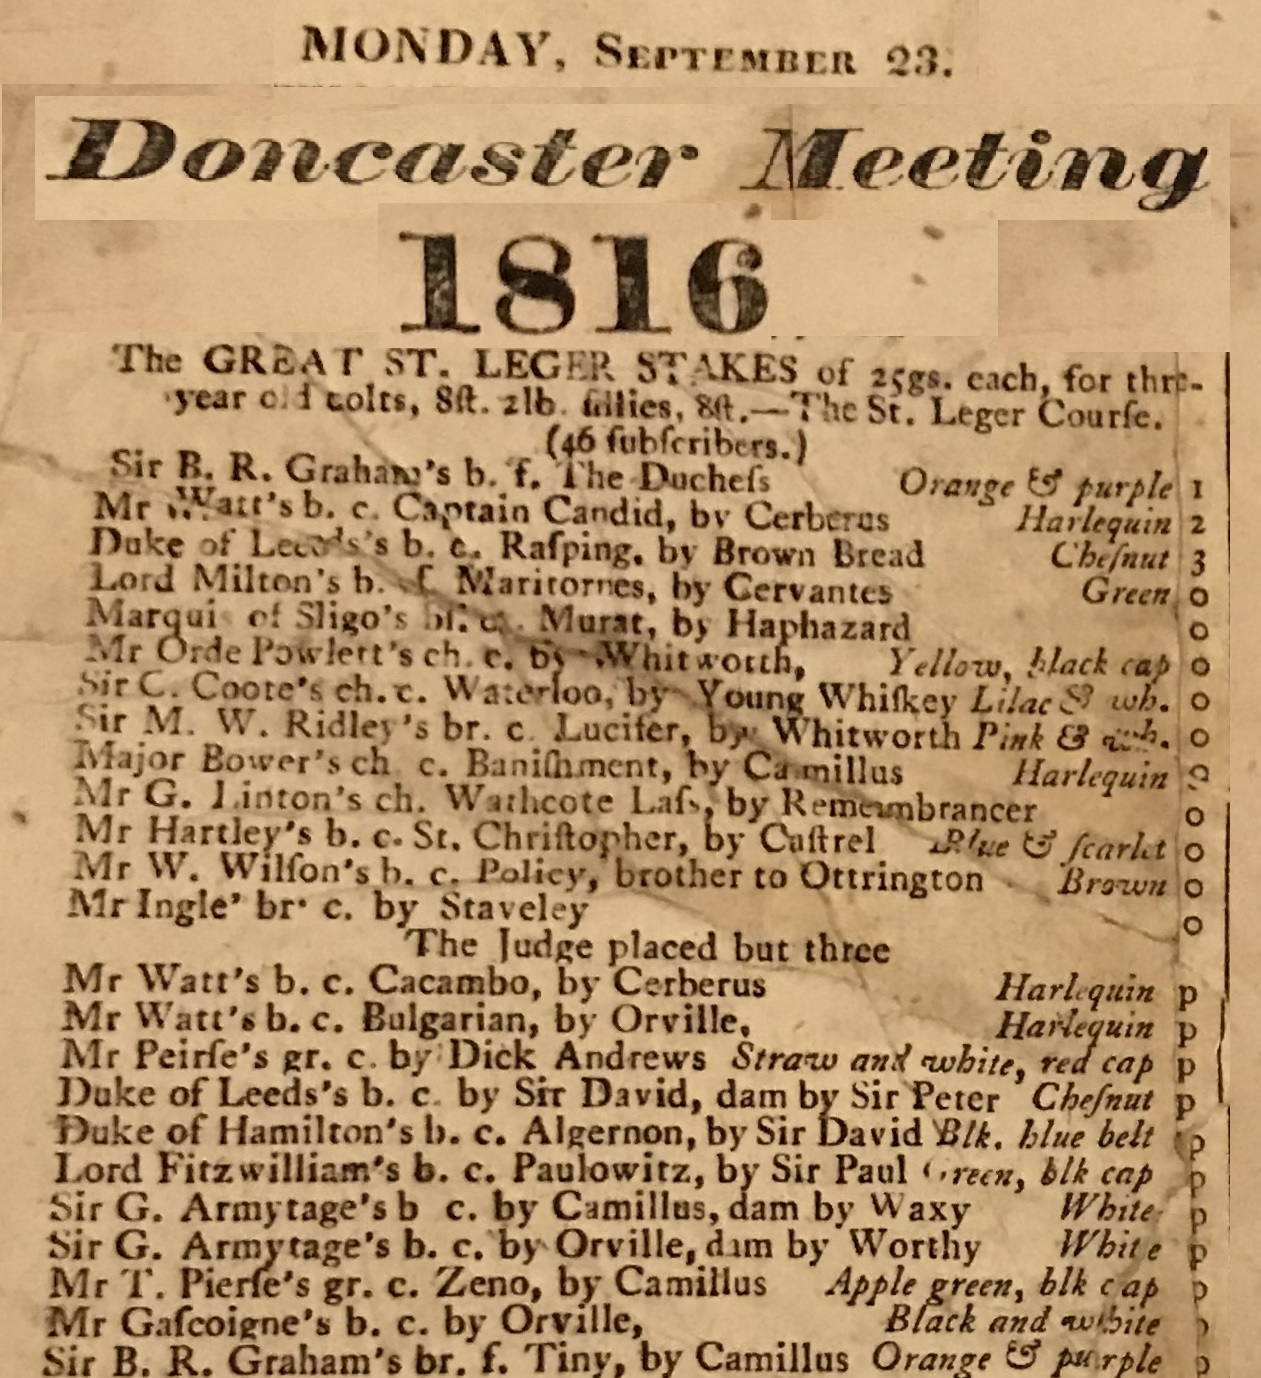 MONDAY, SEPTEMBER 23.
Doncaster Meeting
1816
The GREAT ST. LEGER STAKES of 25gs. each, for thre-
year old colts, 8ſt. 2lb. fillies, 8ſt.—The St. Leger Courſe.
(46 ſubſcribers.)
Sir B. R. Graham's b. f. The Ducheſs Orange & purple 1
Mr Watt's b. c. Captain Candid, by Cerberus Harlequin 2
Duke of Leeds's b. c. Raſping, by Brown Bread Cheſnut 3
Lord Milton's b. f. Maritornes, by Cervantes Green 0
Marqui of Sligo's bl. c. Murat, by Haphazard 0
Mr Orde Powlett's ch. c. by Whitworth, Yellow, black cap 0
Sir C. Coote's ch. c. Waterloo, by Young Whiſkey Lilac & wh. 0
Sir M. W. Ridley's br. c. Lucifer, by Whitworth Pink & wh. 0
Major Bower's ch c. Baniſhment, by Camillus Harlequin 0
Mr G. Linton's ch. Wathcote Laſs, by Remembrancer 0
Mr Hartley's b. c. St. Chriſtopher, by Caſtrel Blue & ſcarlet 0
Mr W. Wilſon's b. c. Policy, brother to Ottrington Brown 0
Mr Ingle' br. c. by Staveley 0
The Judge placed but three
Mr Watt's b. c. Cacambo, by Cerberus Harlequin p
Mr Watt's b. c. Bulgarian, by Orville, Harlequin p
Mr Peirſe's gr. c. by Dick Andrews Straw and white, red cap p
Duke of Leeds's b. c. by Sir David, dam by Sir Peter Cheſnut p
Duke of Hamilton's b. c. Algernon, by Sir David Blk. blue belt p
Lord Fitzwilliam's b. c. Paulowitz, by Sir Paul Green, blk cap p
Sir G. Armytage's b c. by Camillus, dam by Waxy White p
Sir G. Armytage's b. c. by Orville, dam by Worthy White p
Mr T. Pierſe's gr. c. Zeno, by Camillus Apple green, blk cap p
Mr Gaſcoigne's b. c. by Orville, Black and white p
Sir B. R. Graham's br. f. Tiny, by Camillus Orange & purple p